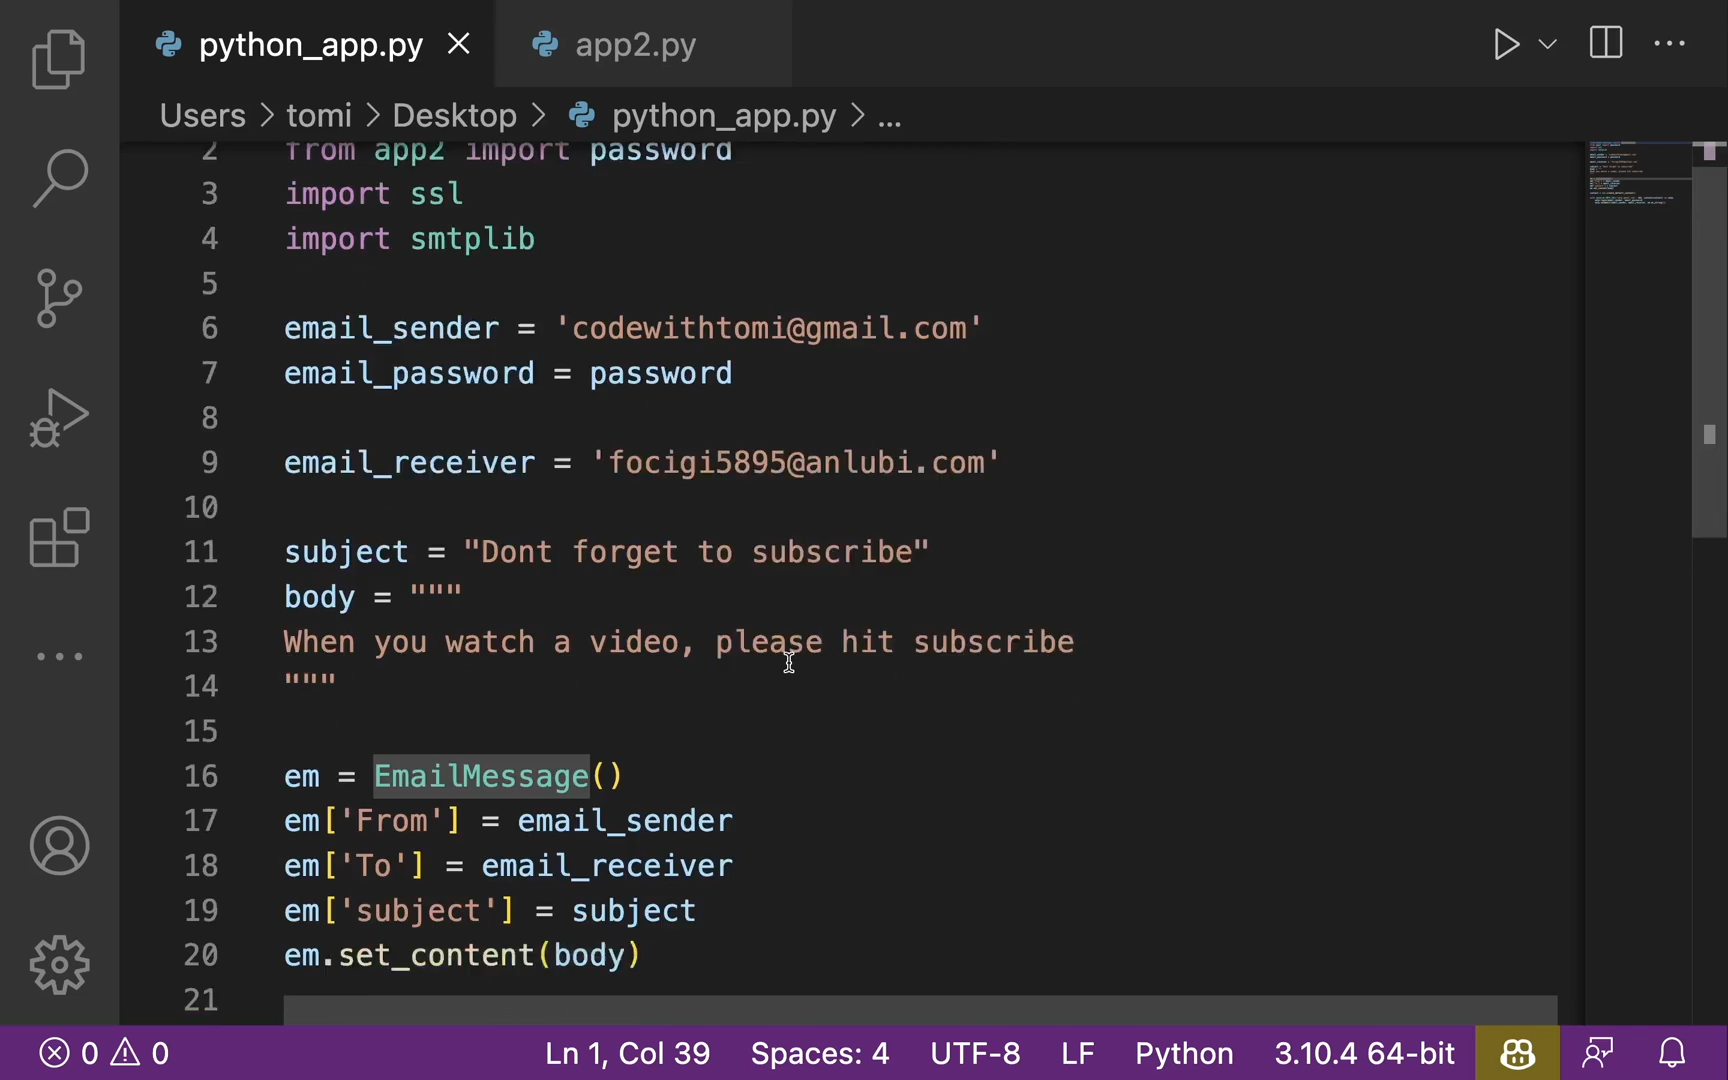 python_app.py
app2.py
Users > tomi > Desktop > python_app.py > ...
2 from app2 import password
3 import ssl
4 import smtplib
5
6 email_sender = 'codewithtomi@gmail.com'
7 email_password = password
8
9 email_receiver = 'focigi5895@anlubi.com'
10
11 subject = "Dont forget to subscribe"
12 body = """
13 When you watch a video, please hit subscribe
14 """
15
16 em = EmailMessage()
17 em['From'] = email_sender
18 em['To'] = email_receiver
19 em['subject'] = subject
20 em.set_content(body)
21
0 0 Ln 1, Col 39 Spaces: 4 UTF-8 LF Python 3.10.4 64-bit